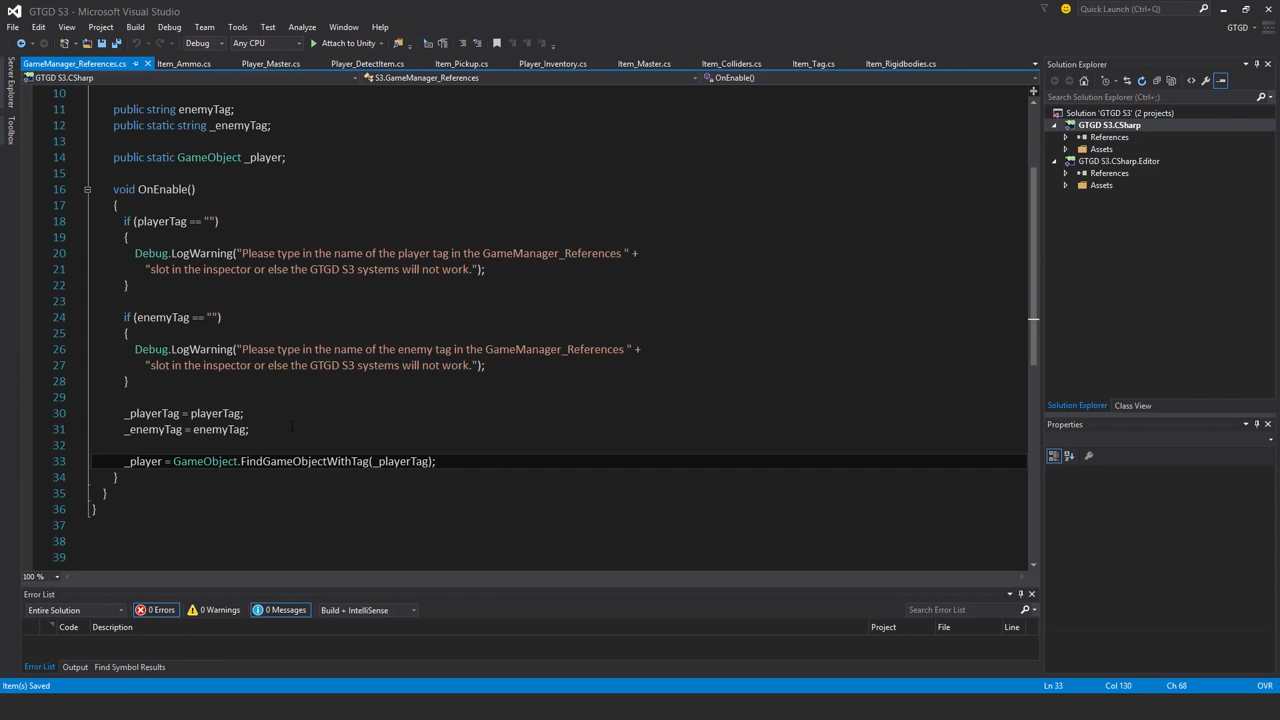 GTGD S3 - Microsoft Visual Studio
Quick Launch (Ctrl+Q)
File Edit View Project Build Debug Team Tools Test Analyze Window Help
GTGD
Debug Any CPU Attach to Unity
GameManager_References.cs Item_Ammo.cs Player_Master.cs Player_DetectItem.cs Item_Pickup.cs Player_Inventory.cs Item_Master.cs Item_Colliders.cs Item_Tag.cs Item_Rigidbodies.cs
GTGD S3.CSharp S3.GameManager_References OnEnable()
Server Explorer
Toolbox
10
11 public string enemyTag;
12 public static string _enemyTag;
13
14 public static GameObject _player;
15
16 void OnEnable()
17 {
18 if (playerTag == "")
19 {
20 Debug.LogWarning("Please type in the name of the player tag in the GameManager_References " +
21 "slot in the inspector or else the GTGD S3 systems will not work.");
22 }
23
24 if (enemyTag == "")
25 {
26 Debug.LogWarning("Please type in the name of the enemy tag in the GameManager_References " +
27 "slot in the inspector or else the GTGD S3 systems will not work.");
28 }
29
30 _playerTag = playerTag;
31 _enemyTag = enemyTag;
32
33 _player = GameObject.FindGameObjectWithTag(_playerTag);
34 }
35 }
36 }
37
38
39
100 %
Error List
Entire Solution 0 Errors 0 Warnings 0 Messages Build + IntelliSense
Search Error List
Code Description Project File Line
Error List Output Find Symbol Results
Solution Explorer
Search Solution Explorer (Ctrl+;)
Solution 'GTGD S3' (2 projects)
GTGD S3.CSharp
References
Assets
GTGD S3.CSharp.Editor
References
Assets
Solution Explorer Class View
Properties
Item(s) Saved Ln 33 Col 130 Ch 68 OVR